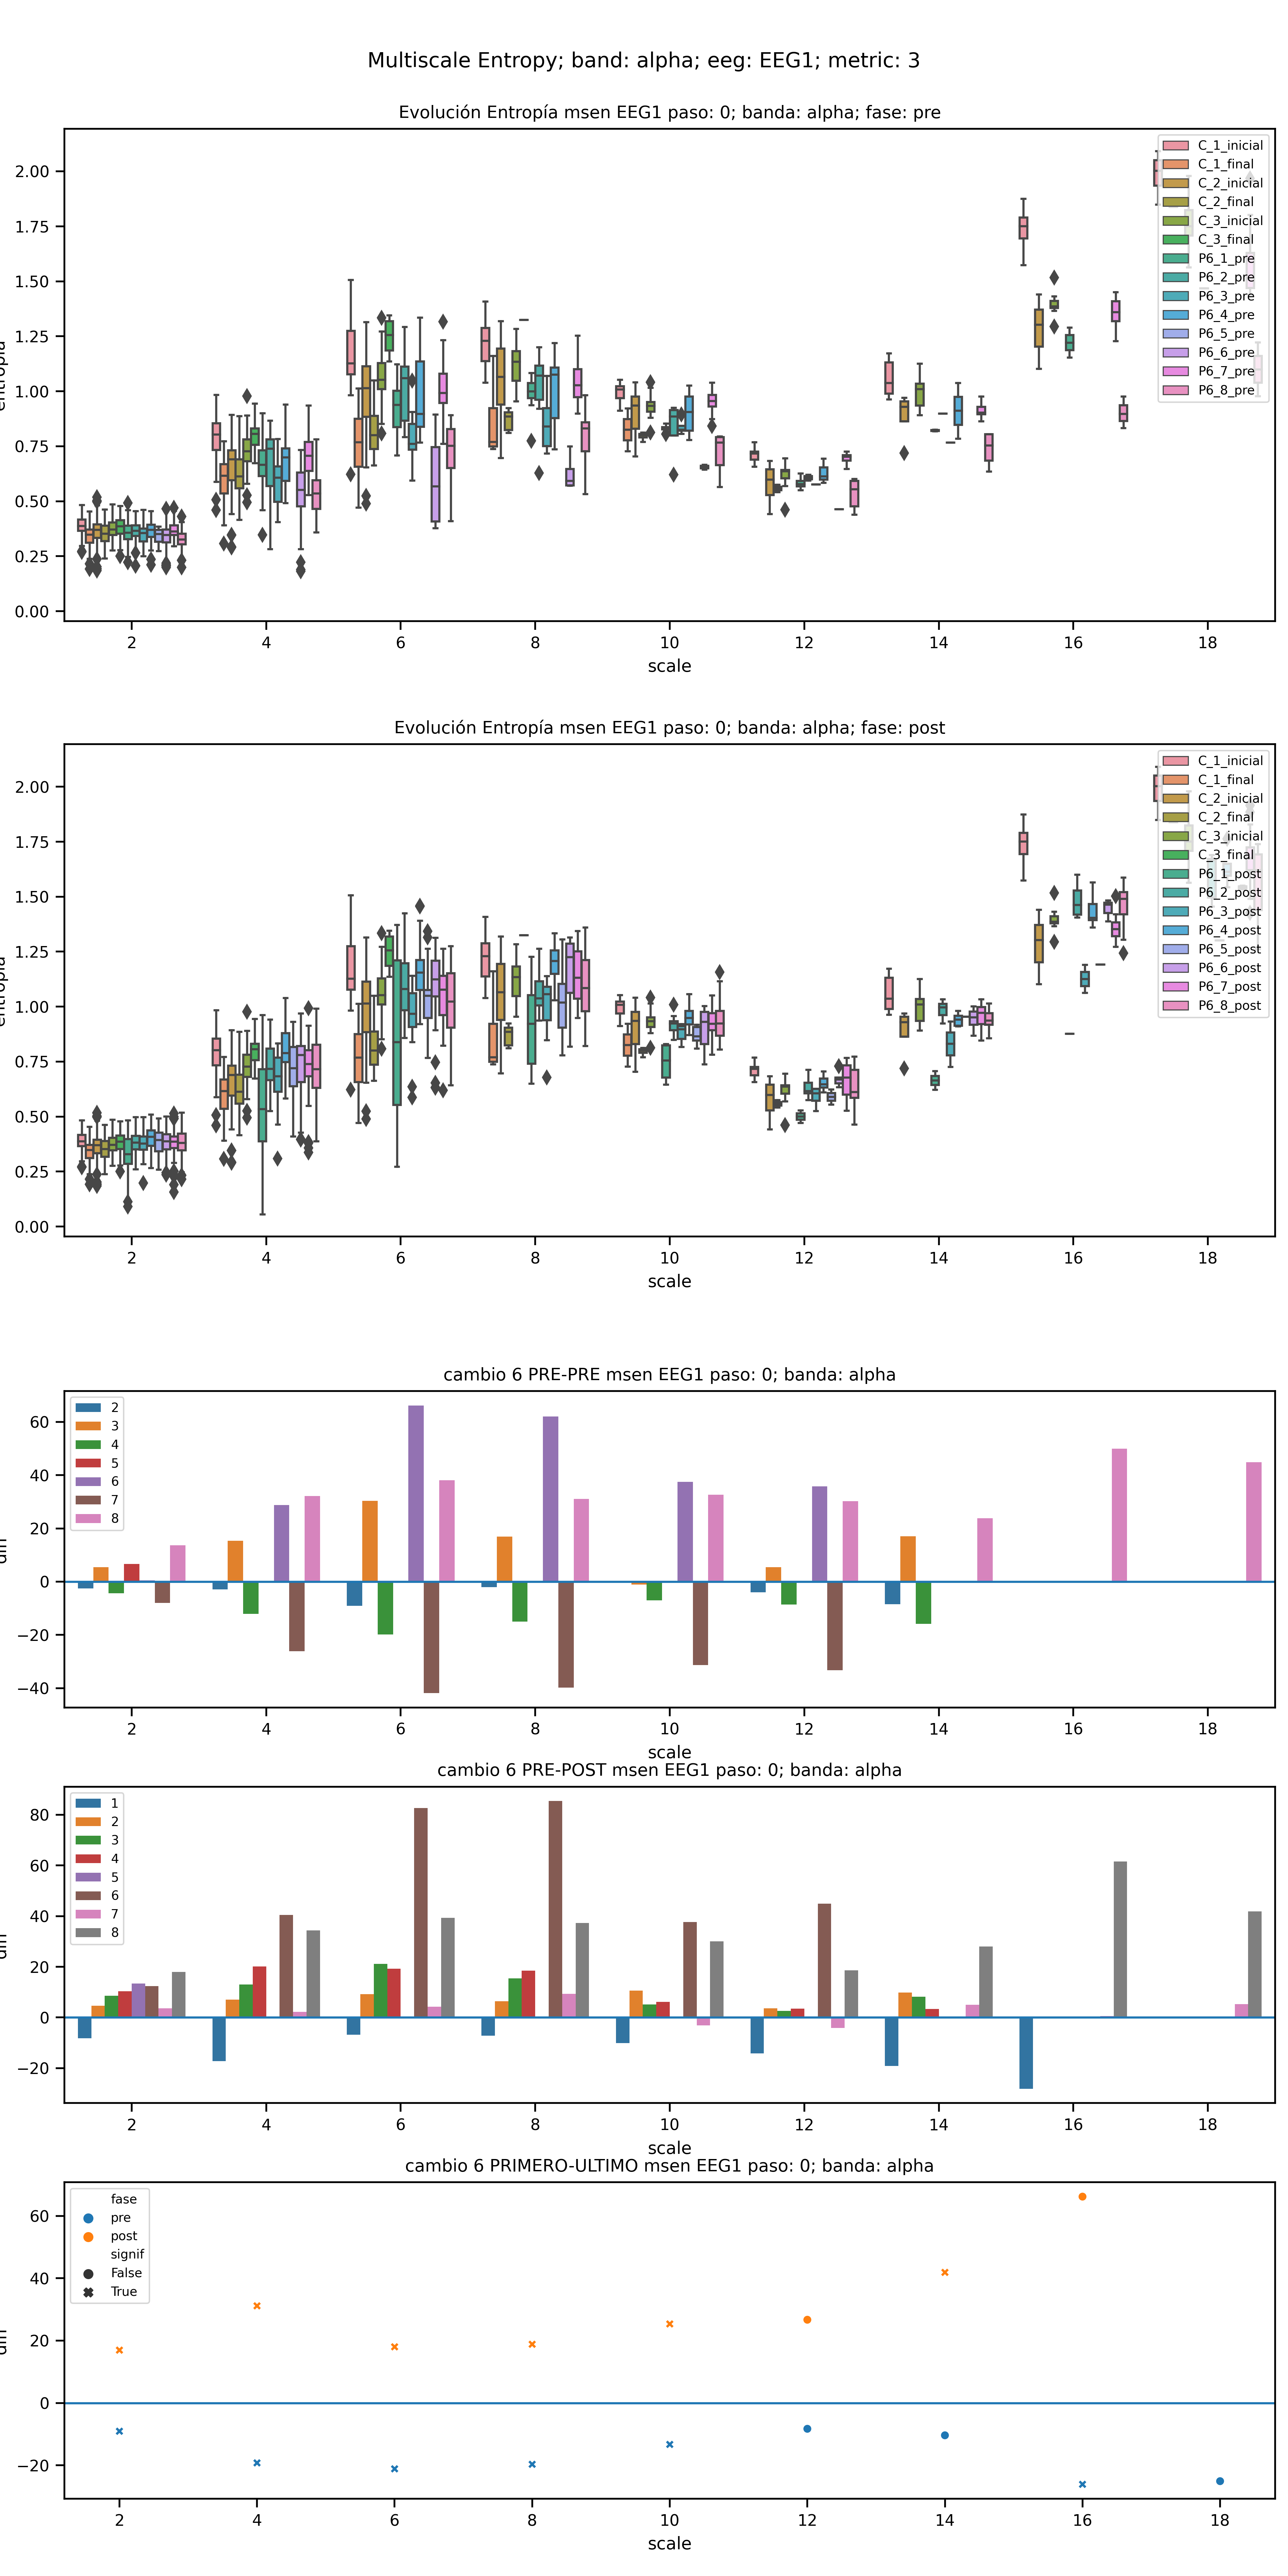 Multiscale Entropy; band: alpha; eeg: EEG1; metric: 3
Evolución Entropía msen EEG1 paso: 0; banda: alpha; fase: pre
2.00
1.75
1.50
1.25
1.00
0.75
0.50
0.25
0.00
C_1_inicial
C_1_final
C_2_inicial
C_2_final
C_3_inicial
C_3_final
P6_1_pre
P6_2_pre
P6_3_pre
P6_4_pre
P6_5_pre
P6_6_pre
P6_7_pre
P6_8_pre
2 4 6 8 10 12 14 16 18
scale
Evolución Entropía msen EEG1 paso: 0; banda: alpha; fase: post
2.00
1.75
1.50
1.25
1.00
0.75
0.50
0.25
0.00
C_1_inicial
C_1_final
C_2_inicial
C_2_final
C_3_inicial
C_3_final
P6_1_post
P6_2_post
P6_3_post
P6_4_post
P6_5_post
P6_6_post
P6_7_post
P6_8_post
2 4 6 8 10 12 14 16 18
scale
cambio 6 PRE-PRE msen EEG1 paso: 0; banda: alpha
60
40
20
0
−20
−40
2
3
4
5
6
7
8
2 4 6 8 10 12 14 16 18
scale
cambio 6 PRE-POST msen EEG1 paso: 0; banda: alpha
80
60
40
20
0
−20
1
2
3
4
5
6
7
8
2 4 6 8 10 12 14 16 18
scale
cambio 6 PRIMERO-ULTIMO msen EEG1 paso: 0; banda: alpha
60
40
20
0
−20
fase
pre
post
signif
False
True
2 4 6 8 10 12 14 16 18
scale